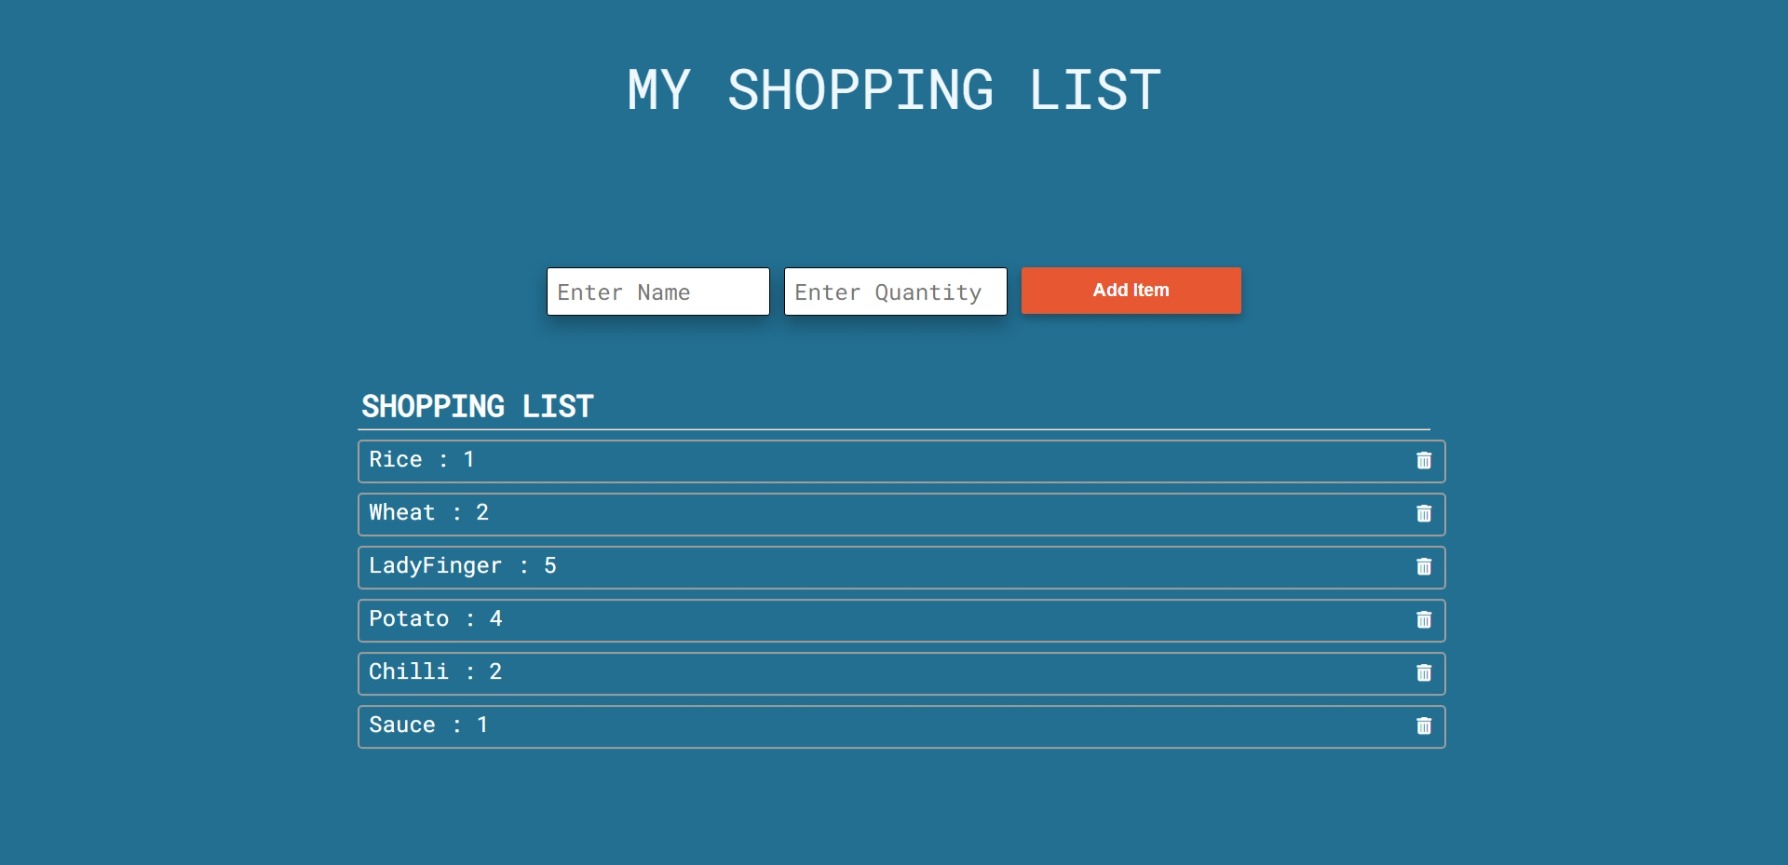 MY SHOPPING LIST
Enter Name Enter Quantity Add Item
SHOPPING LIST
Rice : 1
Wheat : 2
LadyFinger : 5
Potato : 4
Chilli : 2
Sauce : 1